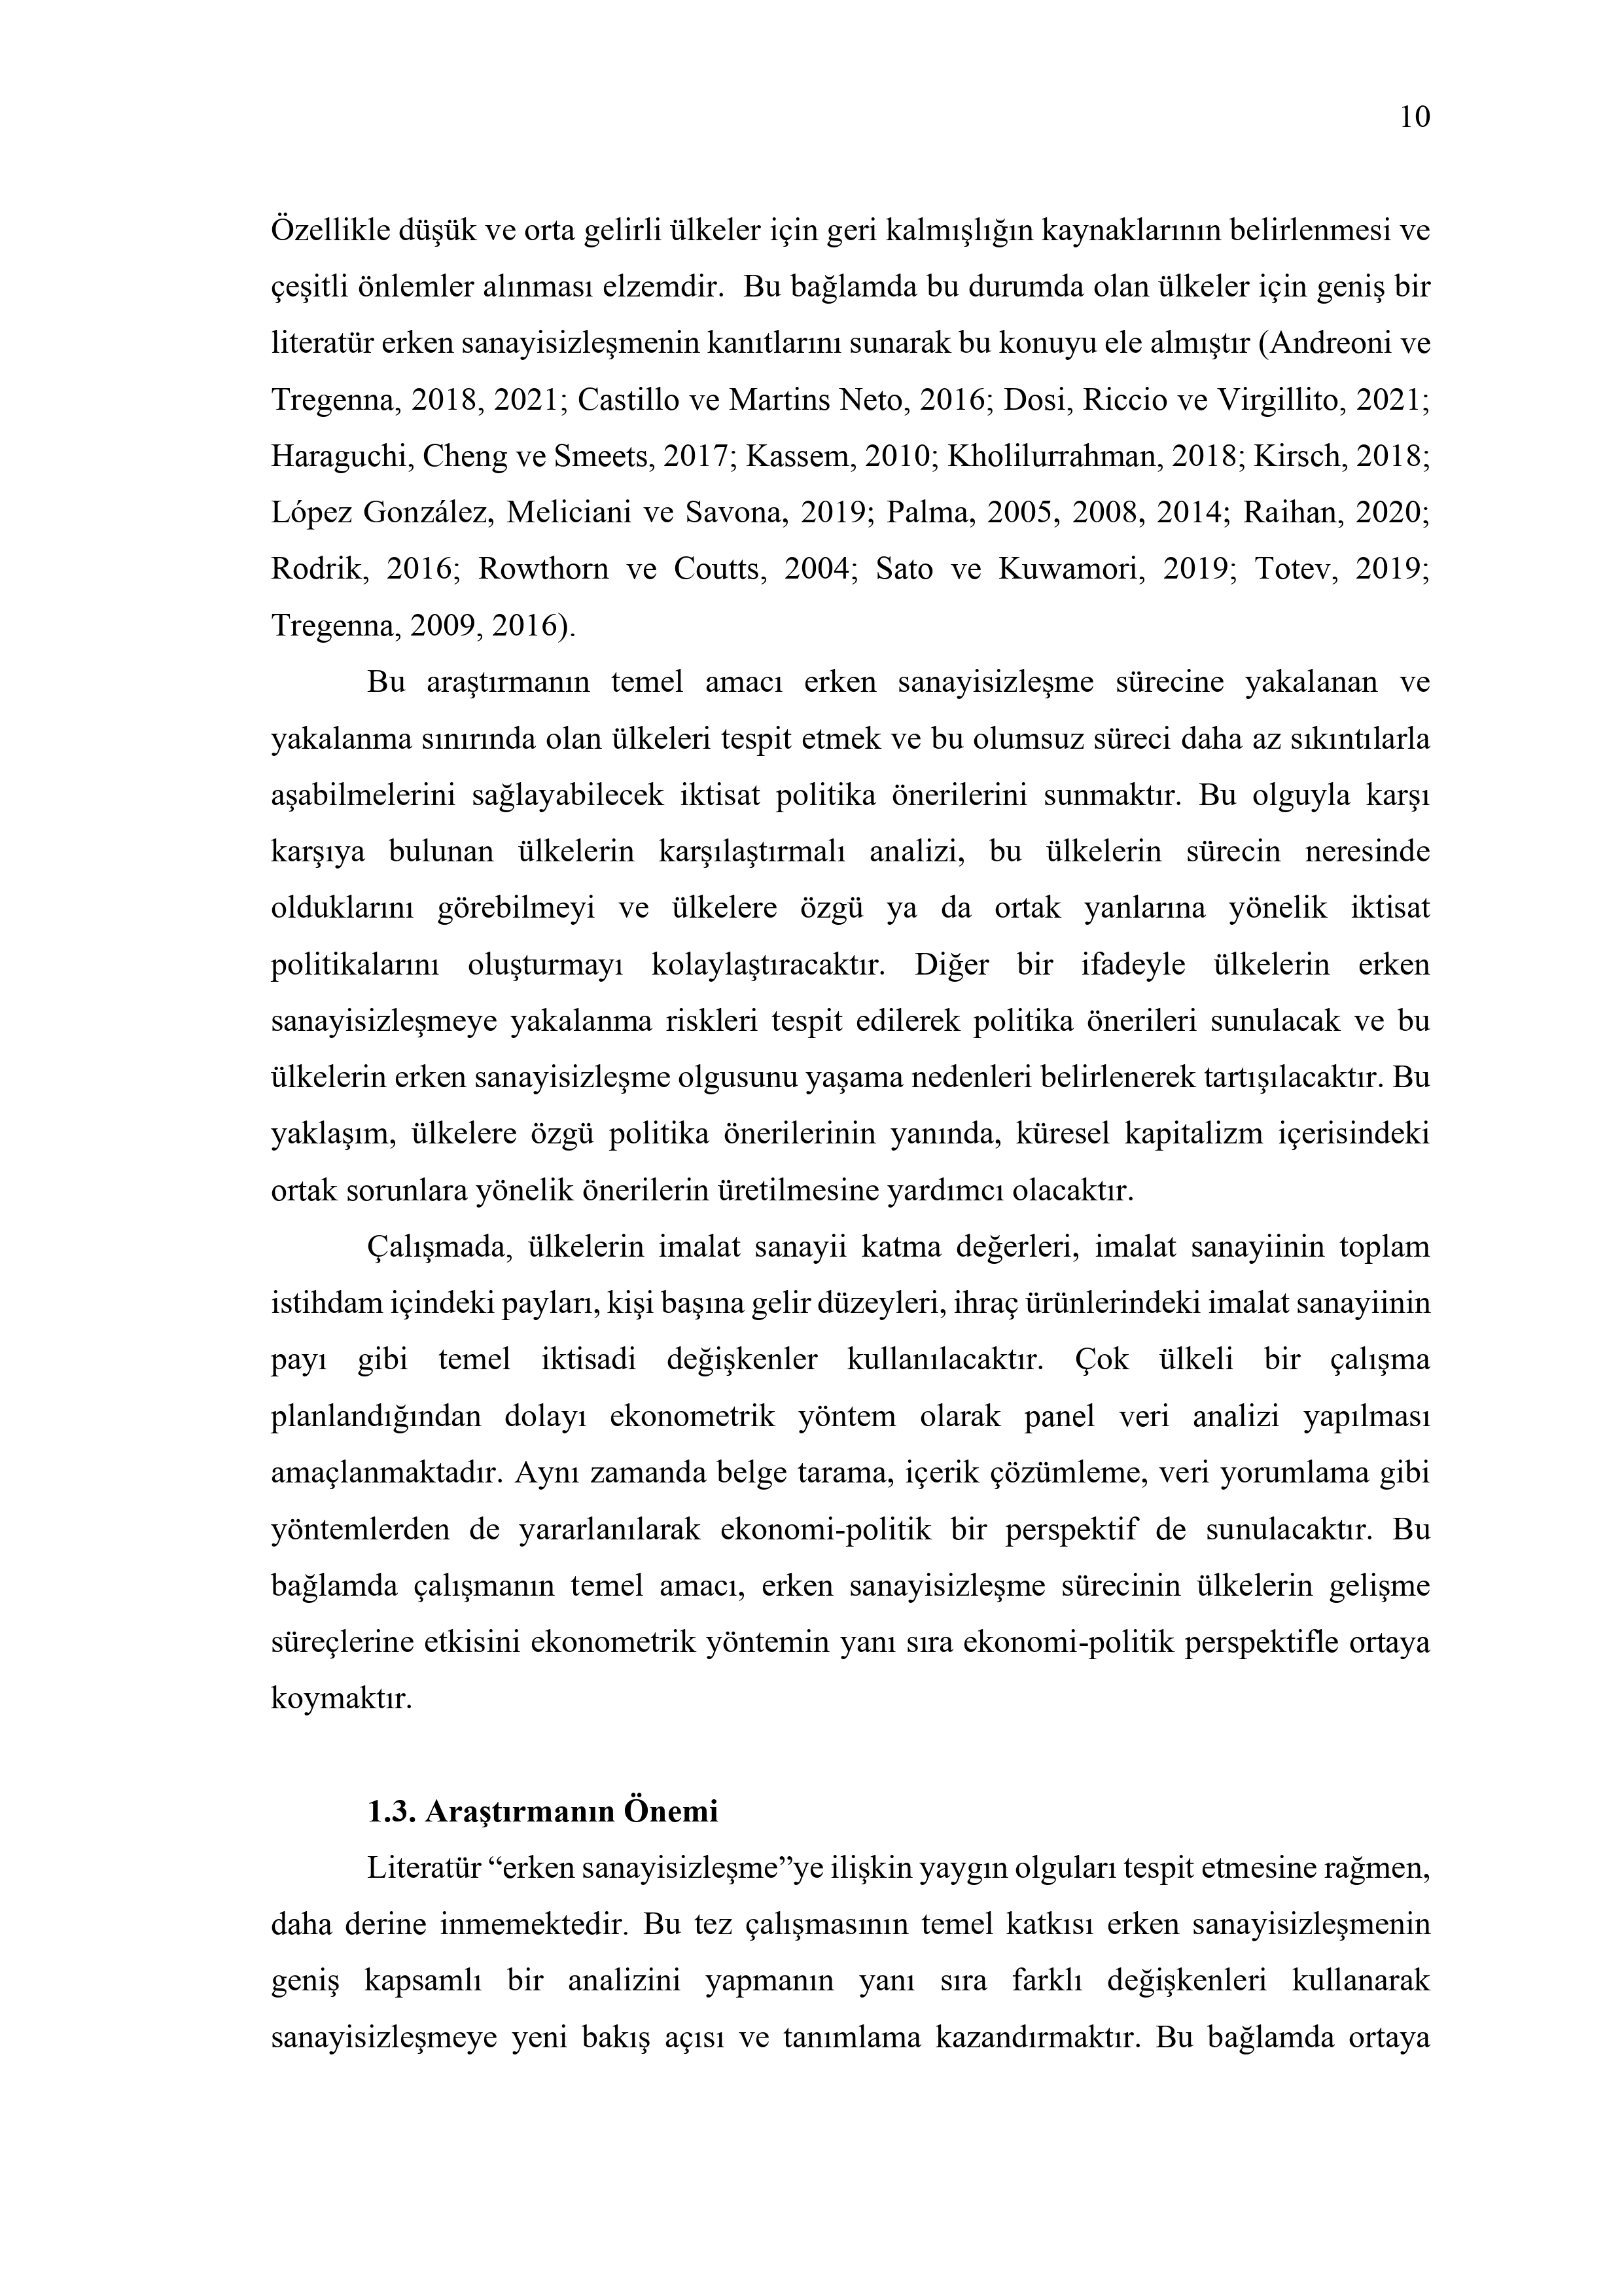 10
Özellikle düşük ve orta gelirli ülkeler için geri kalmışlığın kaynaklarının belirlenmesi ve
çeşitli önlemler alınması elzemdir.  Bu bağlamda bu durumda olan ülkeler için geniş bir
literatür erken sanayisizleşmenin kanıtlarını sunarak bu konuyu ele almıştır (Andreoni ve
Tregenna, 2018, 2021; Castillo ve Martins Neto, 2016; Dosi, Riccio ve Virgillito, 2021;
Haraguchi, Cheng ve Smeets, 2017; Kassem, 2010; Kholilurrahman, 2018; Kirsch, 2018;
López González, Meliciani ve Savona, 2019; Palma, 2005, 2008, 2014; Raihan, 2020;
Rodrik, 2016; Rowthorn ve Coutts, 2004; Sato ve Kuwamori, 2019; Totev, 2019;
Tregenna, 2009, 2016).
Bu araştırmanın temel amacı erken sanayisizleşme sürecine yakalanan ve
yakalanma sınırında olan ülkeleri tespit etmek ve bu olumsuz süreci daha az sıkıntılarla
aşabilmelerini sağlayabilecek iktisat politika önerilerini sunmaktır. Bu olguyla karşı
karşıya bulunan ülkelerin karşılaştırmalı analizi, bu ülkelerin sürecin neresinde
olduklarını görebilmeyi ve ülkelere özgü ya da ortak yanlarına yönelik iktisat
politikalarını oluşturmayı kolaylaştıracaktır. Diğer bir ifadeyle ülkelerin erken
sanayisizleşmeye yakalanma riskleri tespit edilerek politika önerileri sunulacak ve bu
ülkelerin erken sanayisizleşme olgusunu yaşama nedenleri belirlenerek tartışılacaktır. Bu
yaklaşım, ülkelere özgü politika önerilerinin yanında, küresel kapitalizm içerisindeki
ortak sorunlara yönelik önerilerin üretilmesine yardımcı olacaktır.
Çalışmada, ülkelerin imalat sanayii katma değerleri, imalat sanayiinin toplam
istihdam içindeki payları, kişi başına gelir düzeyleri, ihraç ürünlerindeki imalat sanayiinin
payı gibi temel iktisadi değişkenler kullanılacaktır. Çok ülkeli bir çalışma
planlandığından dolayı ekonometrik yöntem olarak panel veri analizi yapılması
amaçlanmaktadır. Aynı zamanda belge tarama, içerik çözümleme, veri yorumlama gibi
yöntemlerden de yararlanılarak ekonomi-politik bir perspektif de sunulacaktır. Bu
bağlamda çalışmanın temel amacı, erken sanayisizleşme sürecinin ülkelerin gelişme
süreçlerine etkisini ekonometrik yöntemin yanı sıra ekonomi-politik perspektifle ortaya
koymaktır.
1.3. Araştırmanın Önemi
Literatür “erken sanayisizleşme”ye ilişkin yaygın olguları tespit etmesine rağmen,
daha derine inmemektedir. Bu tez çalışmasının temel katkısı erken sanayisizleşmenin
geniş kapsamlı bir analizini yapmanın yanı sıra farklı değişkenleri kullanarak
sanayisizleşmeye yeni bakış açısı ve tanımlama kazandırmaktır. Bu bağlamda ortaya